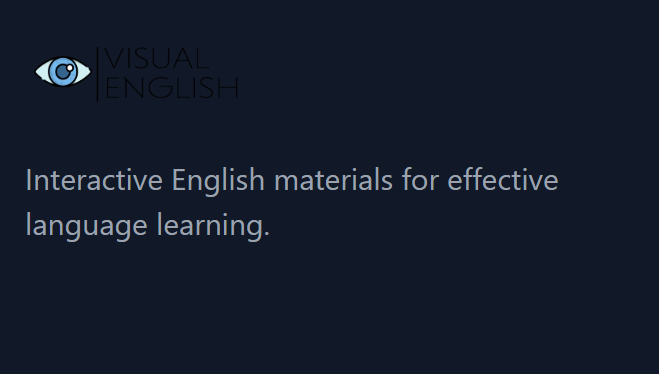 VISUAL
ENGLISH
Interactive English materials for effective
language learning.